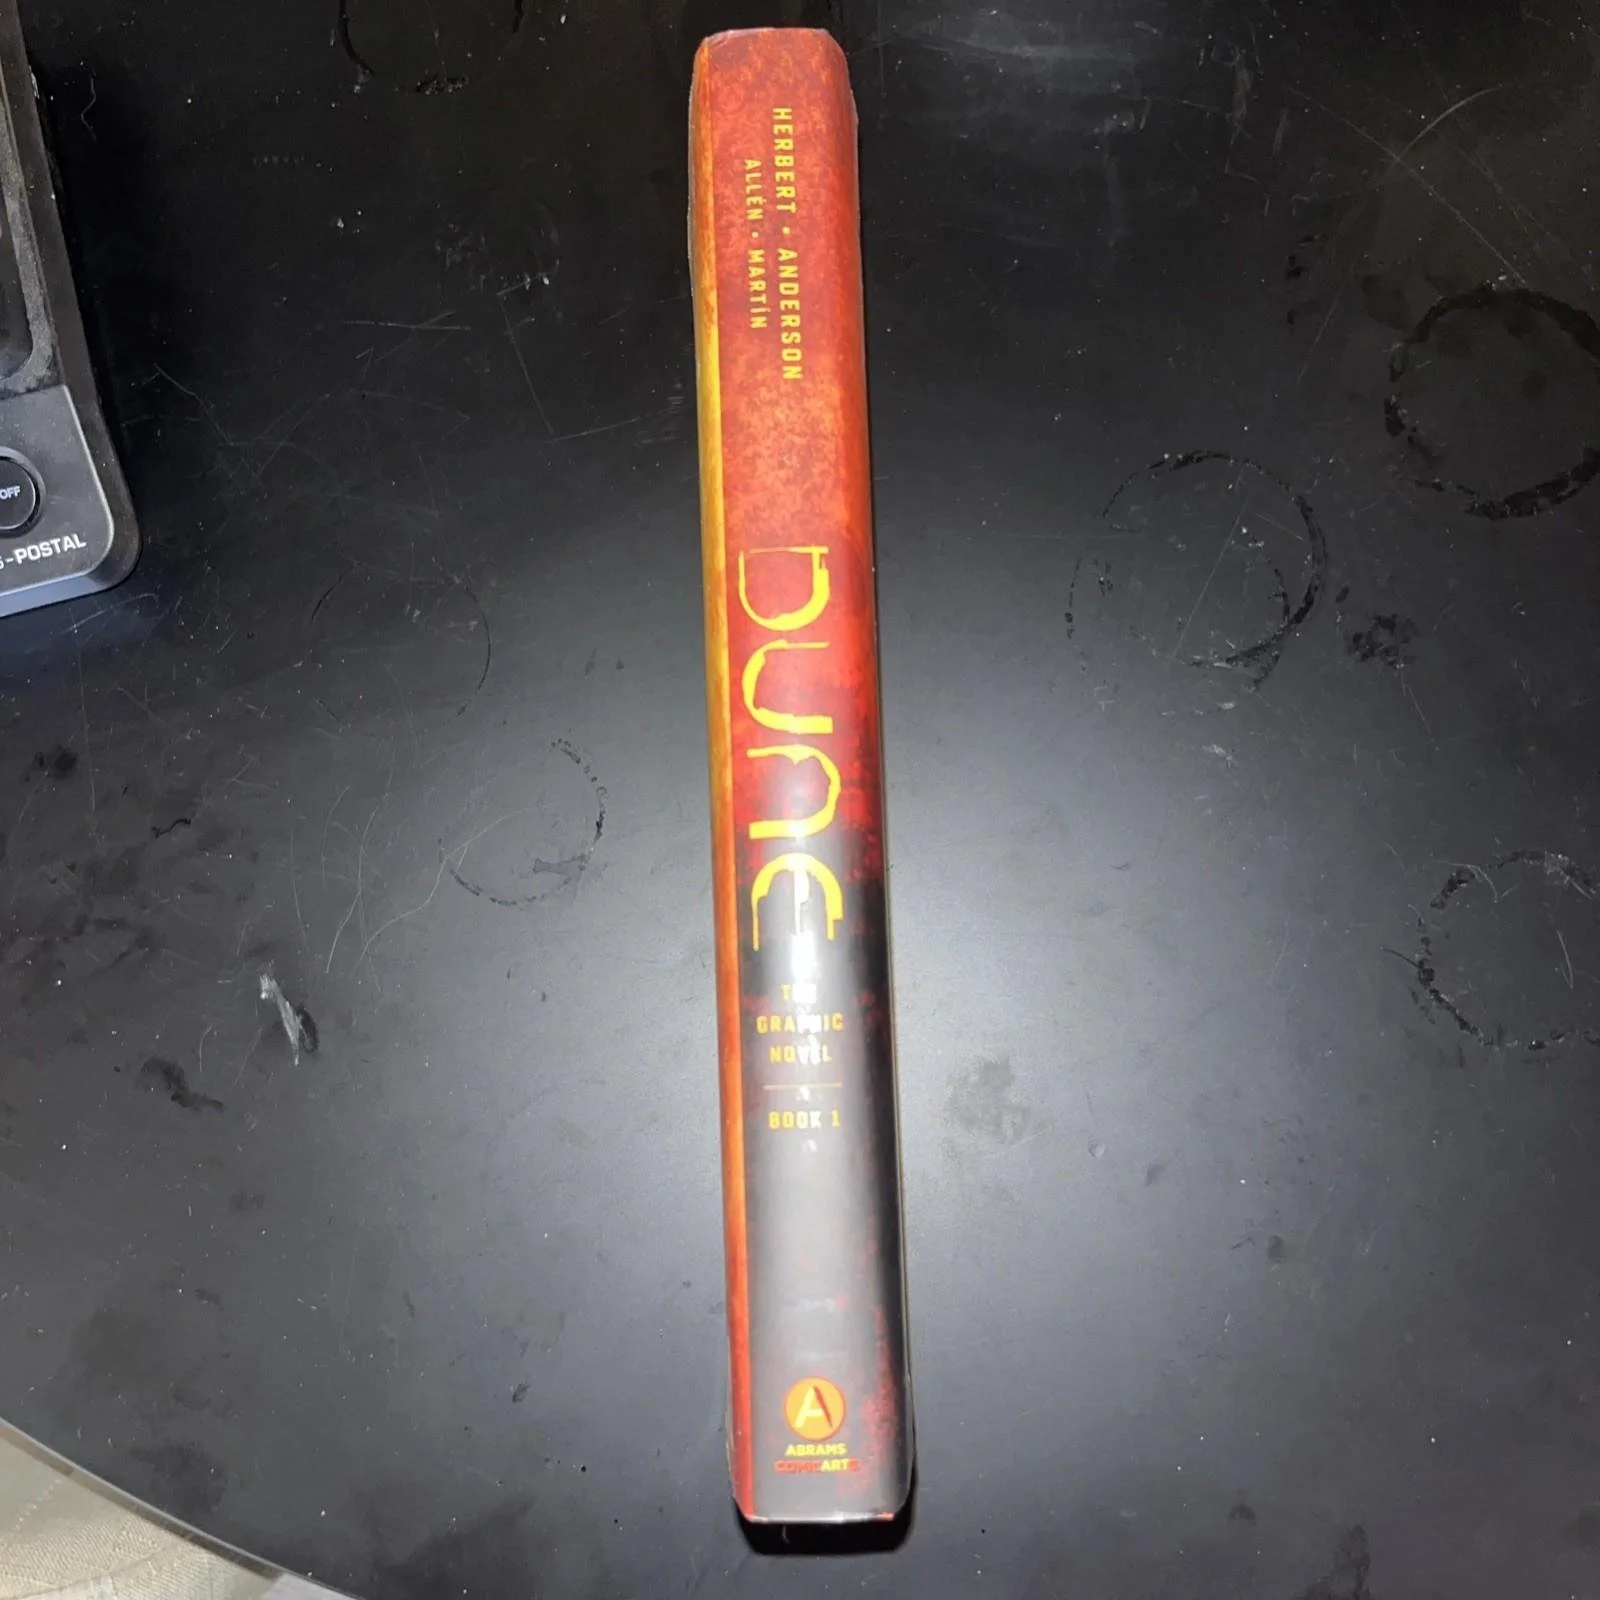 OFF
-POSTAL
HERBERT • ANDERSON
ALLÉN • MARTÍN
DUNE
THE
GRAPHIC
NOVEL
BOOK 1
A
ABRAMS
COMICARTS